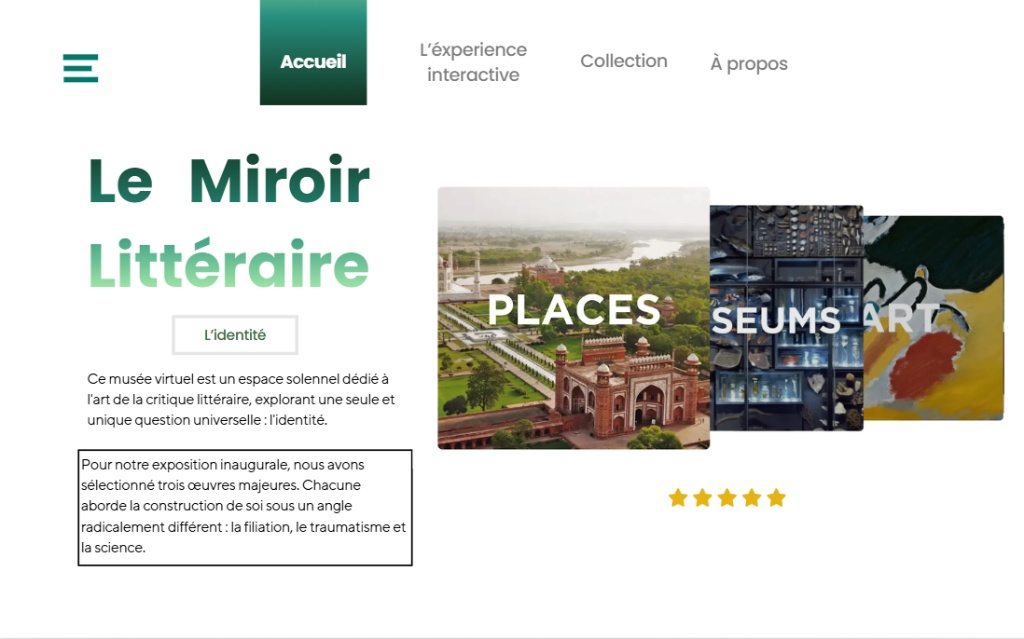 Accueil
L'éxperience
interactive
Collection
À propos
Le Miroir
Littéraire
L'identité
Ce musée virtuel est un espace solennel dédié à
l'art de la critique littéraire, explorant une seule et
unique question universelle : l'identité.
Pour notre exposition inaugurale, nous avons
sélectionné trois œuvres majeures. Chacune
aborde la construction de soi sous un angle
radicalement différent : la filiation, le traumatisme et
la science.
PLACES
SEUMS
ART